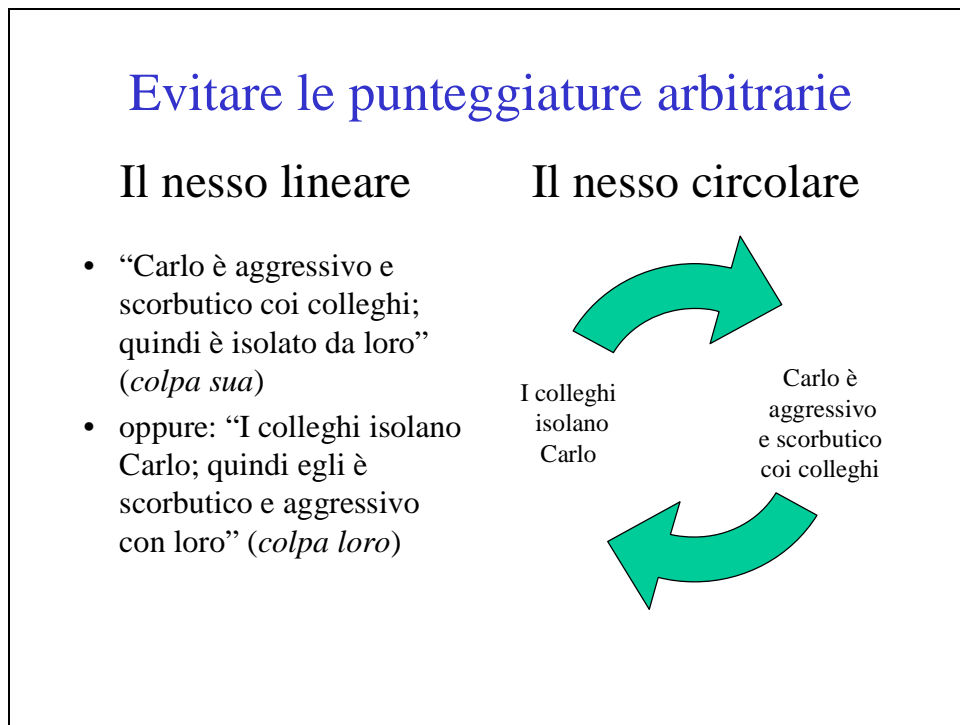 Evitare le punteggiature arbitrarie
Il nesso lineare
• “Carlo è aggressivo e
scorbutico coi colleghi;
quindi è isolato da loro”
(colpa sua)
• oppure: “I colleghi isolano
Carlo; quindi egli è
scorbutico e aggressivo
con loro” (colpa loro)
Il nesso circolare
I colleghi
isolano
Carlo
Carlo è
aggressivo
e scorbutico
coi colleghi